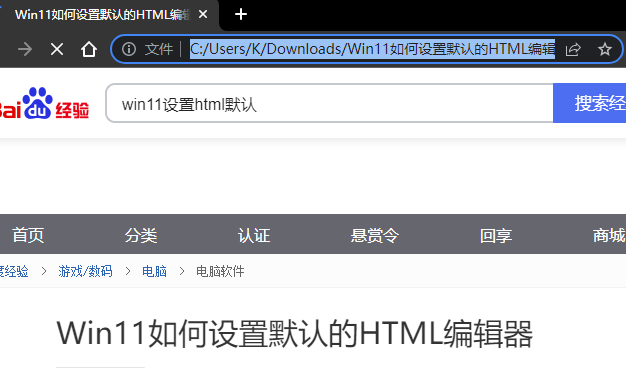 Win11如何设置默认的HTML编辑
文件 C:/Users/K/Downloads/Win11如何设置默认的HTML编辑
Bai du 经验 win11设置html默认 搜索经
首页 分类 认证 悬赏令 回享 商城
度经验 游戏/数码 电脑 电脑软件
Win11如何设置默认的HTML编辑器